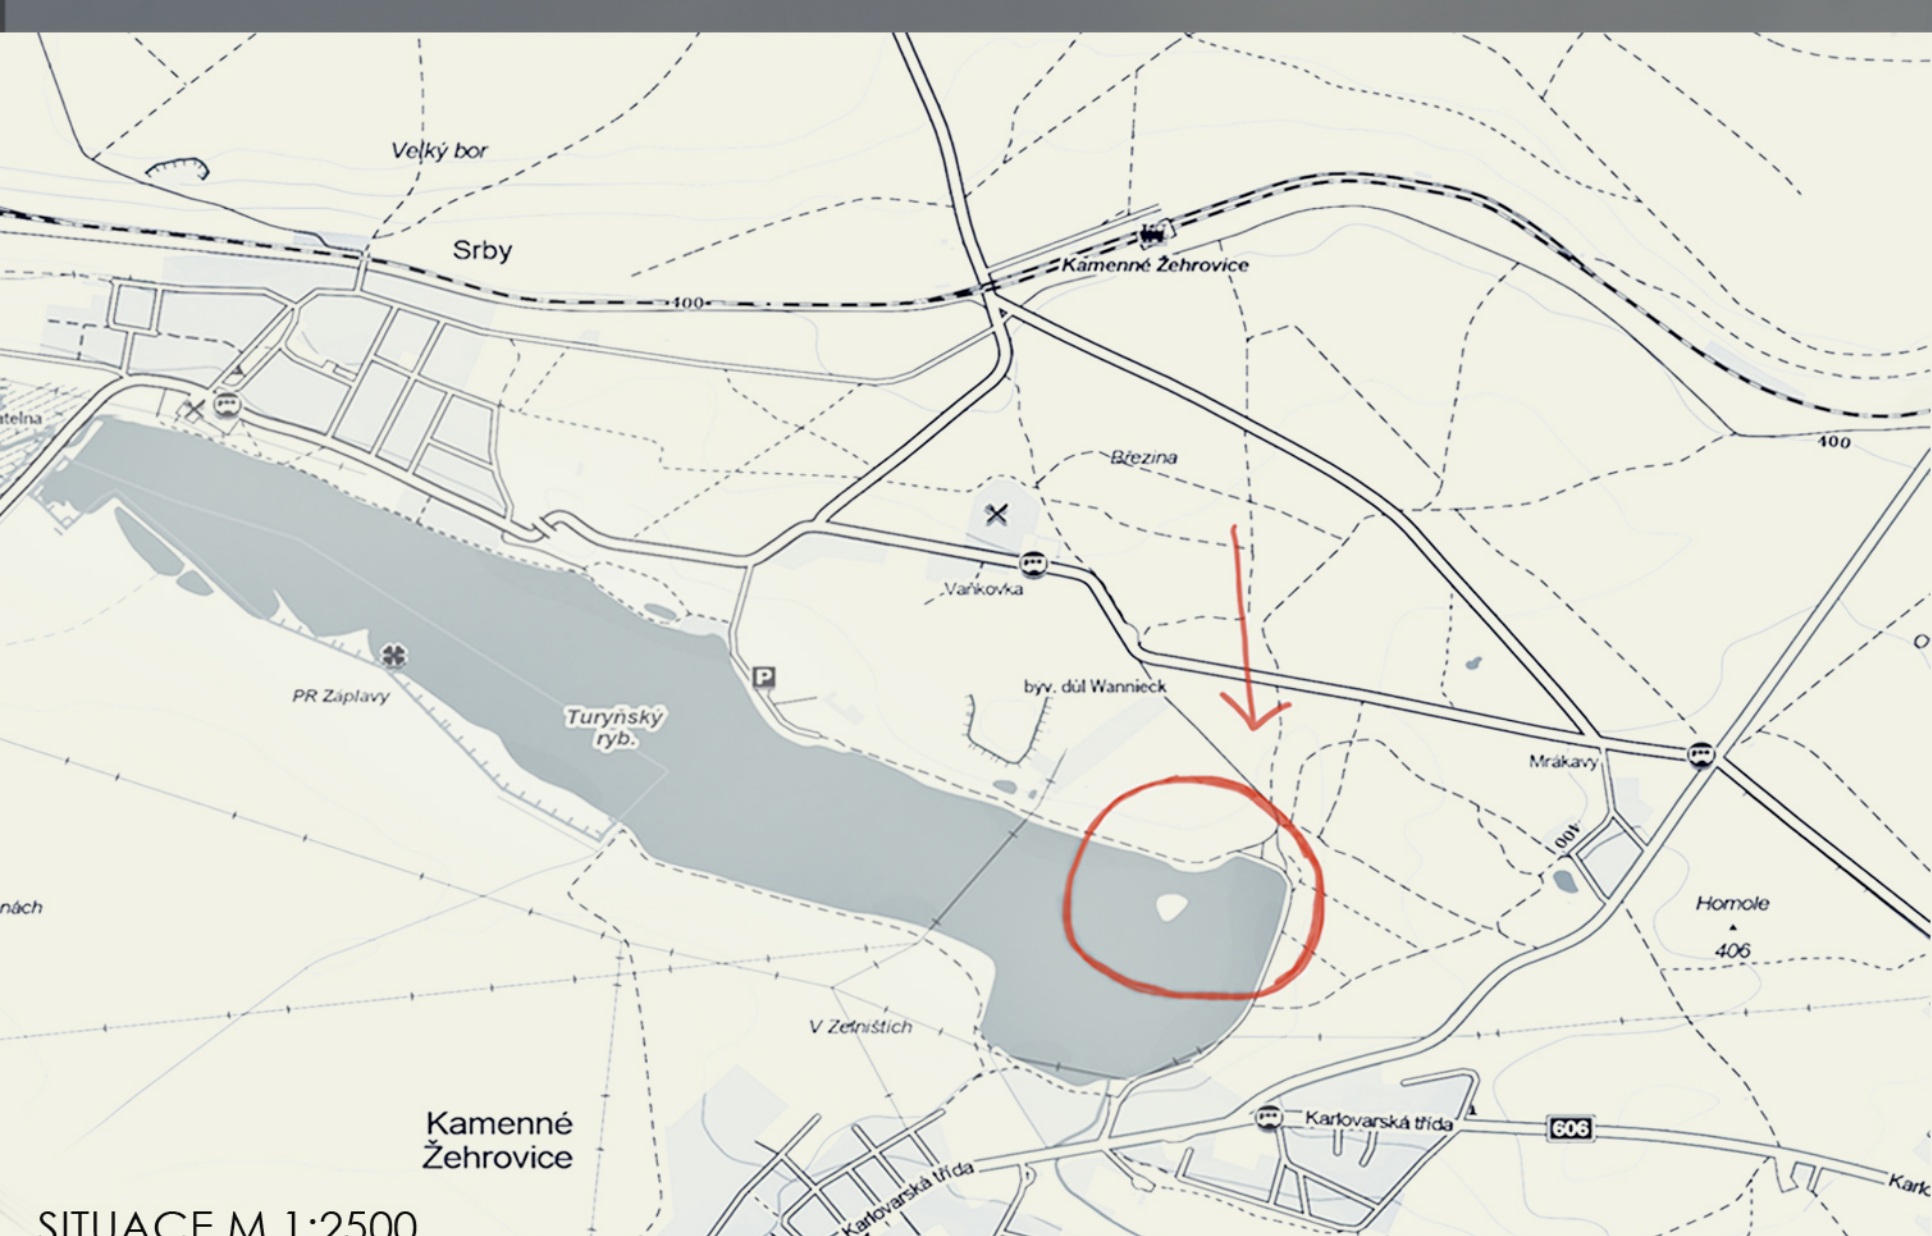 Velký bor
Srby
Kamenné Žehrovice
400
400
Březina
Vaňkovka
PR Záplavy
Turyňský
ryb.
P
býv. důl Wannieck
Mrákavy
400
Homole
406
V Zelništích
Kamenné
Žehrovice
Karlovarská třída
606
Karlovarská třída
SITUACE M 1:2500